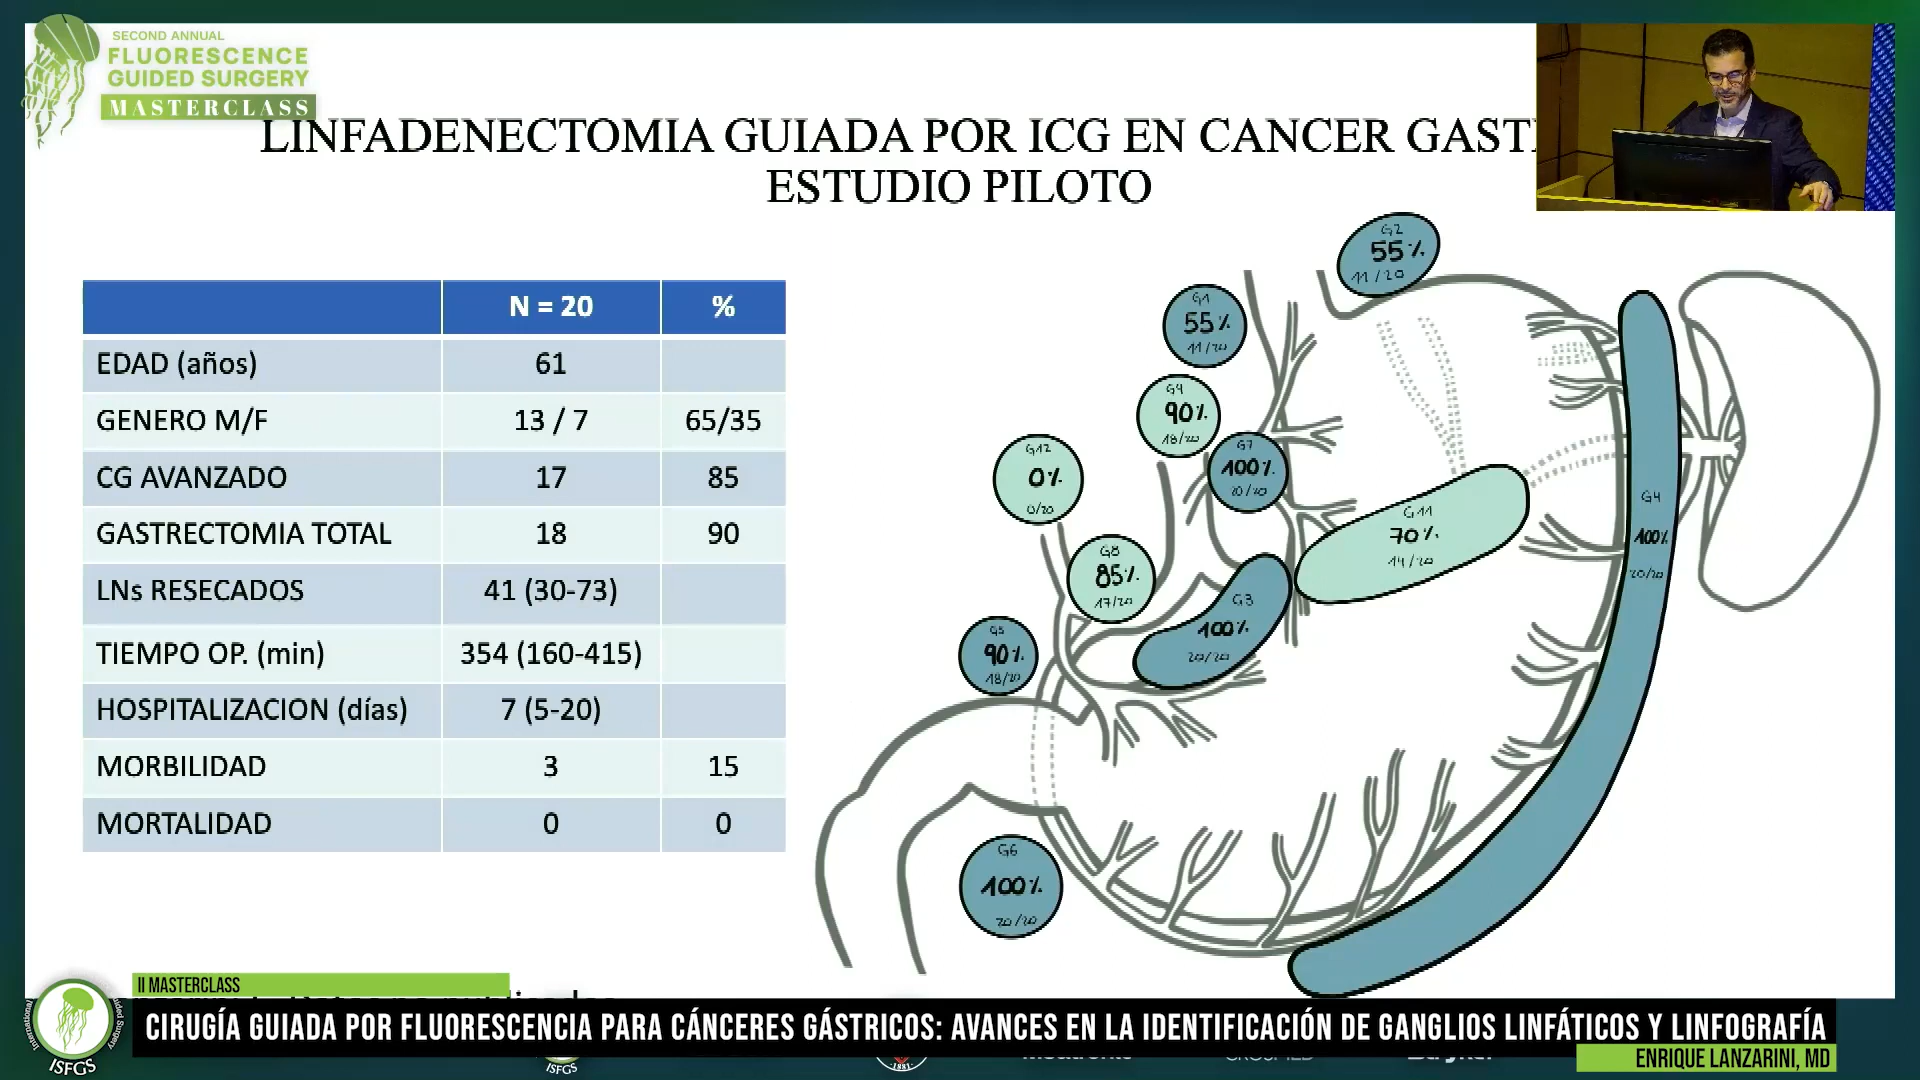 SECOND ANNUAL
FLUORESCENCE
GUIDED SURGERY
MASTERCLASS
LINFADENECTOMIA GUIADA POR ICG EN CANCER
ESTUDIO PILOTO
N = 20 %
EDAD (años) 61
GENERO M/F 13 / 7 65/35
CG AVANZADO 17 85
GASTRECTOMIA TOTAL 18 90
LNs RESECADOS 41 (30-73)
TIEMPO OP. (min) 354 (160-415)
HOSPITALIZACION (días) 7 (5-20)
MORBILIDAD 3 15
MORTALIDAD 0 0
G2
55%
11/20
G1
55%
11/20
G9
90%
18/20
G7
100%
20/20
G12
0%
0/20
G11
70%
14/20
G4
100%
20/20
G8
85%
17/20
G3
100%
20/20
G5
90%
18/20
G6
100%
20/20
II MASTERCLASS
CIRUGÍA GUIADA POR FLUORESCENCIA PARA CÁNCERES GÁSTRICOS: AVANCES EN LA IDENTIFICACIÓN DE GANGLIOS LINFÁTICOS Y LINFOGRAFÍA
ENRIQUE LANZARINI, MD
ISFGS
ISFGS